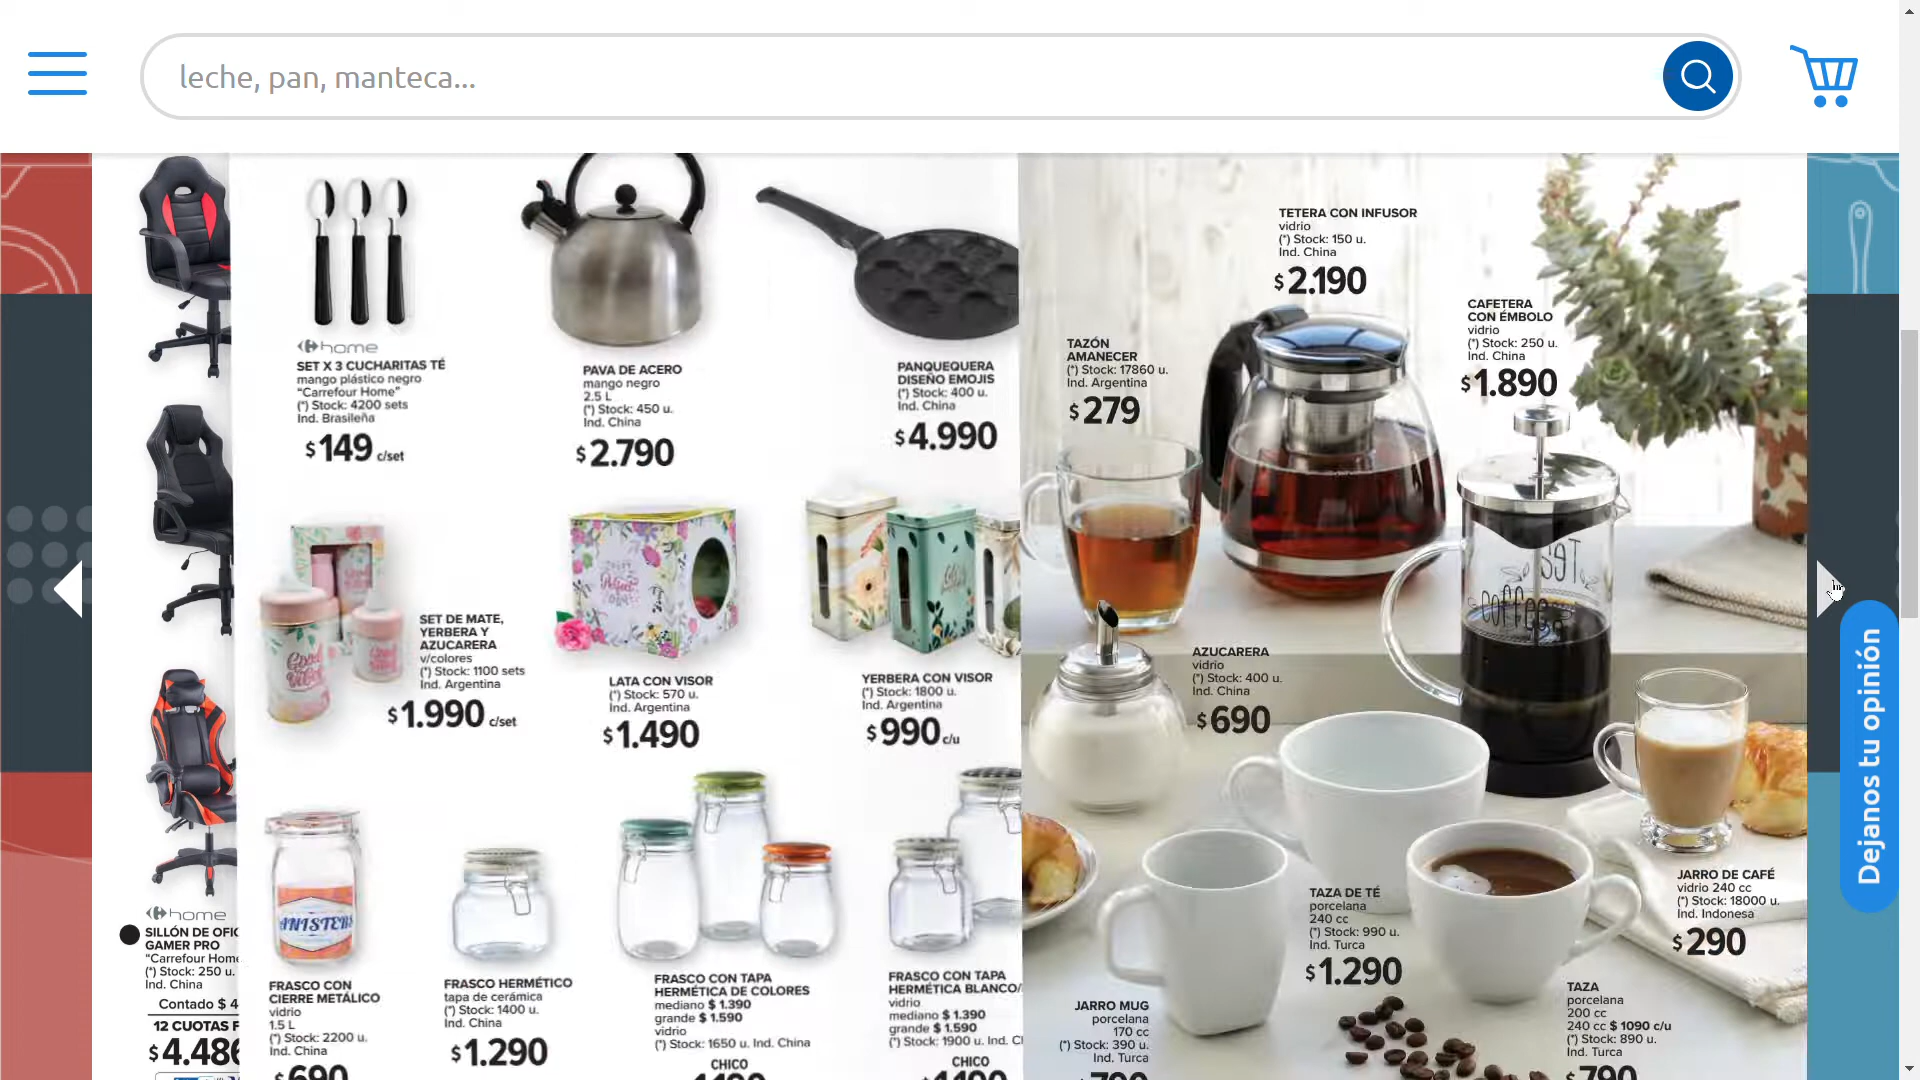 leche, pan, manteca...
home
SET X 3 CUCHARITAS TÉ
mango plástico negro
"Carrefour Home"
(*) Stock: 4200 sets
Ind. Brasileña
$149 c/set
PAVA DE ACERO
mango negro
2.5 L
(*) Stock: 450 u.
Ind. China
$2.790
PANQUEQUERA
DISEÑO EMOJIS
(*) Stock: 400 u.
Ind. China
$4.990
TETERA CON INFUSOR
vidrio
(*) Stock: 150 u.
Ind. China
$2.190
CAFETERA
CON ÉMBOLO
vidrio
(*) Stock: 250 u.
Ind. China
$1.890
TAZÓN
AMANECER
(*) Stock: 17860 u.
Ind. Argentina
$279
SET DE MATE,
YERBERA Y
AZUCARERA
v/colores
(*) Stock: 1100 sets
Ind. Argentina
$1.990 c/set
LATA CON VISOR
(*) Stock: 570 u.
Ind. Argentina
$1.490
YERBERA CON VISOR
(*) Stock: 1800 u.
Ind. Argentina
$990 c/u
AZUCARERA
vidrio
(*) Stock: 400 u.
Ind. China
$690
coffee
home
SILLÓN DE OFIC
GAMER PRO
"Carrefour Home
(*) Stock: 250 u.
Ind. China
Contado $ 4
12 CUOTAS F
$4.486
FRASCO CON
CIERRE METÁLICO
vidrio
1.5 L
(*) Stock: 2200 u.
Ind. China
$690
FRASCO HERMÉTICO
tapa de cerámica
(*) Stock: 1400 u.
Ind. China
$1.290
FRASCO CON TAPA
HERMÉTICA DE COLORES
mediano $ 1.390
grande $ 1.590
vidrio
(*) Stock: 1650 u. Ind. China
CHICO
FRASCO CON TAPA
HERMÉTICA BLANCO/
vidrio
mediano $ 1.390
grande $ 1.590
(*) Stock: 1900 u. Ind. C
CHICO
JARRO MUG
porcelana
170 cc
(*) Stock: 390 u.
Ind. Turca
$790
TAZA DE TÉ
porcelana
240 cc
(*) Stock: 990 u.
Ind. Turca
$1.290
TAZA
porcelana
200 cc
240 cc $ 1090 c/u
(*) Stock: 890 u.
Ind. Turca
$790
JARRO DE CAFÉ
vidrio 240 cc
(*) Stock: 18000 u.
Ind. Indonesa
$290
Dejanos tu opinión